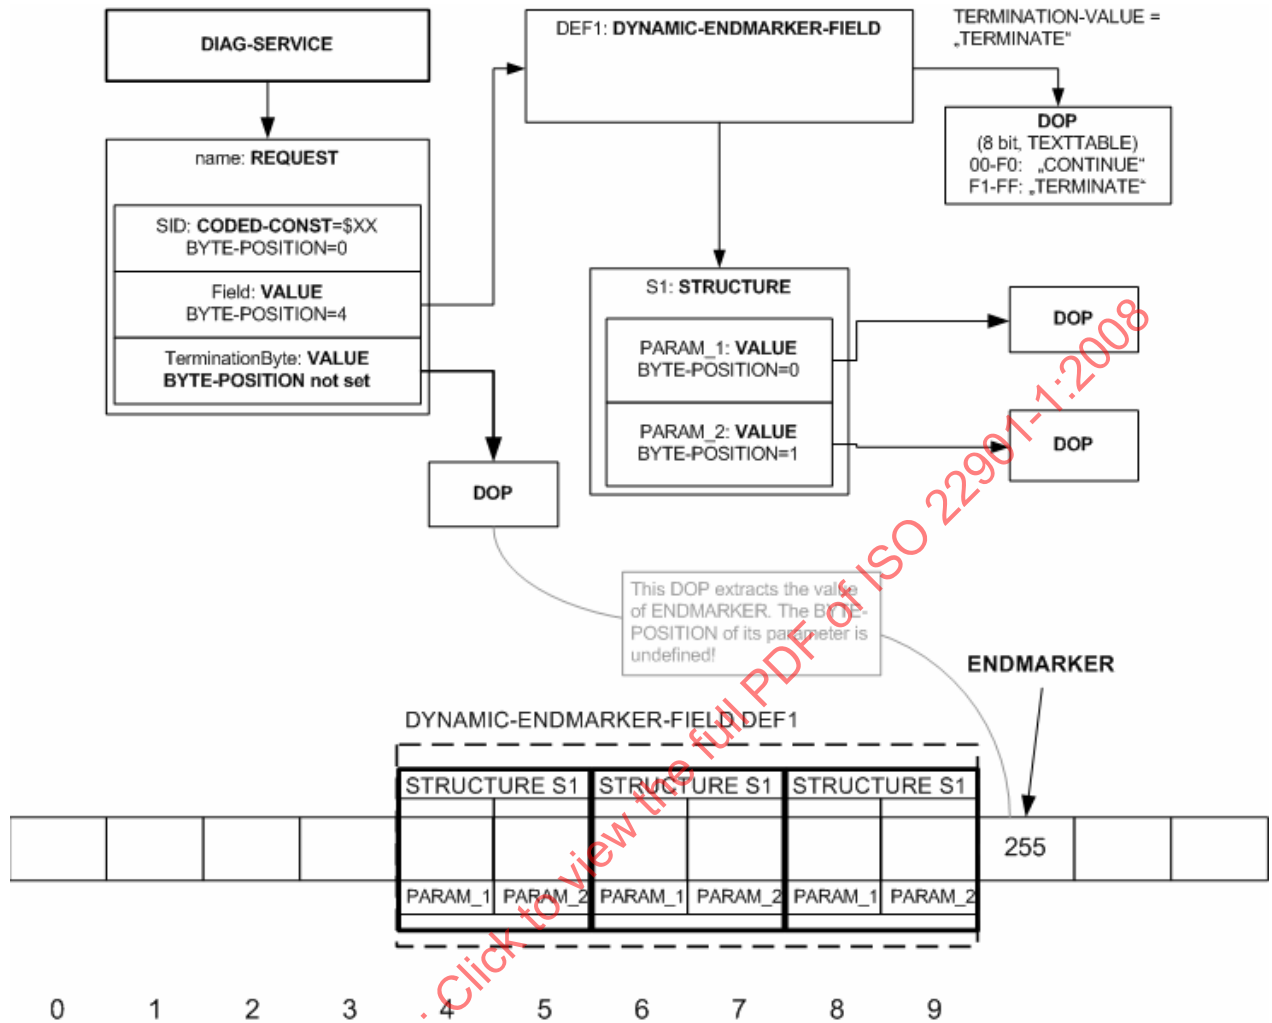 DIAG-SERVICE
name: REQUEST
SID: CODED-CONST=$XX
BYTE-POSITION=0
Field: VALUE
BYTE-POSITION=4
TerminationByte: VALUE
BYTE-POSITION not set
DEF1: DYNAMIC-ENDMARKER-FIELD
TERMINATION-VALUE =
„TERMINATE“
DOP
(8 bit, TEXTTABLE)
00-F0: „CONTINUE“
F1-FF: „TERMINATE“
S1: STRUCTURE
PARAM_1: VALUE
BYTE-POSITION=0
PARAM_2: VALUE
BYTE-POSITION=1
DOP
DOP
DOP
This DOP extracts the value
of ENDMARKER. The BYTE-
POSITION of its parameter is
undefined!
ENDMARKER
DYNAMIC-ENDMARKER-FIELD DEF1
STRUCTURE S1 STRUCTURE S1 STRUCTURE S1
255
PARAM_1 PARAM_2 PARAM_1 PARAM_2 PARAM_1 PARAM_2
0 1 2 3 4 5 6 7 8 9
. Click to view the full PDF of ISO 22901-1:2008